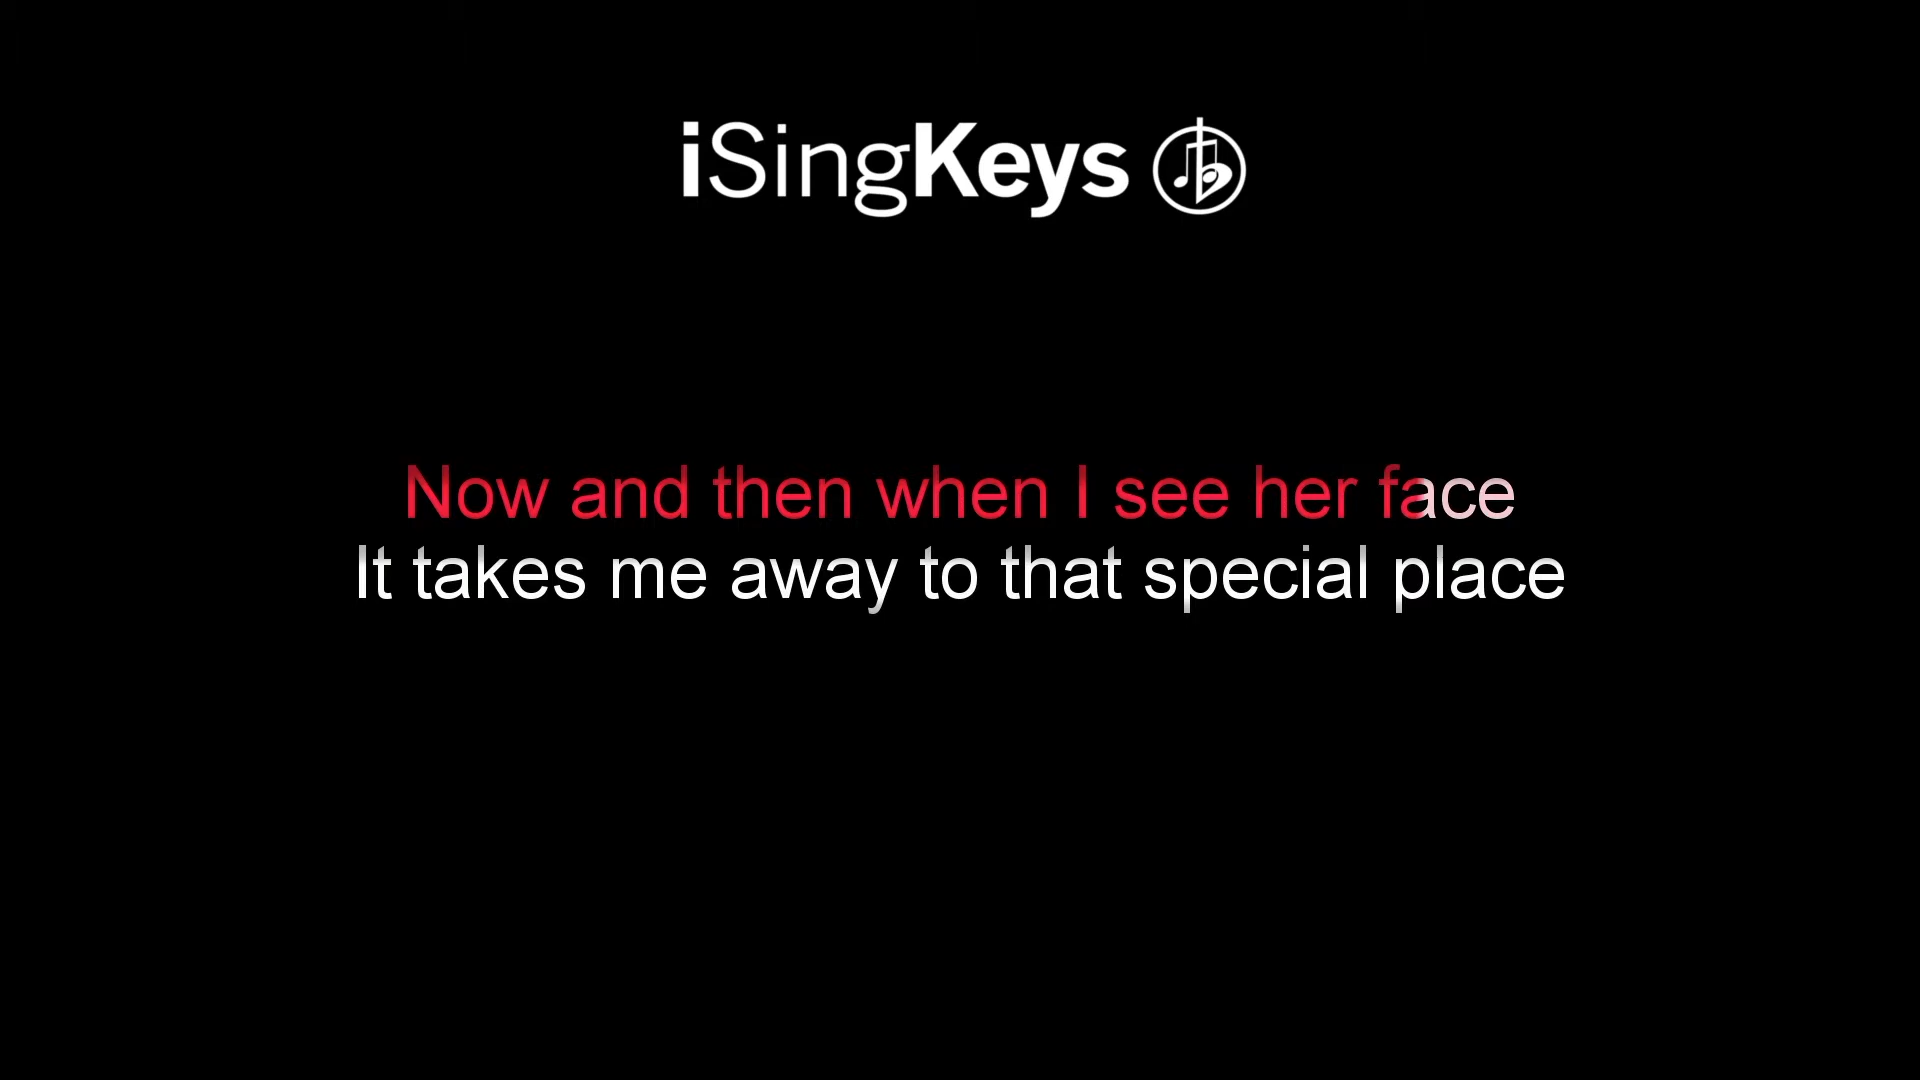 iSingKeys
Now and then when I see her face
It takes me away to that special place